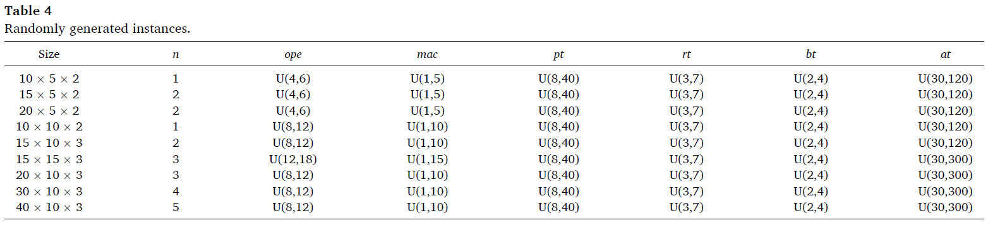 Table 4
Randomly generated instances.
Size n ope mac pt rt bt at
10 × 5 × 2 1 U(4,6) U(1,5) U(8,40) U(3,7) U(2,4) U(30,120)
15 × 5 × 2 2 U(4,6) U(1,5) U(8,40) U(3,7) U(2,4) U(30,120)
20 × 5 × 2 2 U(4,6) U(1,5) U(8,40) U(3,7) U(2,4) U(30,120)
10 × 10 × 2 1 U(8,12) U(1,10) U(8,40) U(3,7) U(2,4) U(30,120)
15 × 10 × 3 2 U(8,12) U(1,10) U(8,40) U(3,7) U(2,4) U(30,120)
15 × 15 × 3 3 U(12,18) U(1,15) U(8,40) U(3,7) U(2,4) U(30,300)
20 × 10 × 3 3 U(8,12) U(1,10) U(8,40) U(3,7) U(2,4) U(30,300)
30 × 10 × 3 4 U(8,12) U(1,10) U(8,40) U(3,7) U(2,4) U(30,300)
40 × 10 × 3 5 U(8,12) U(1,10) U(8,40) U(3,7) U(2,4) U(30,300)